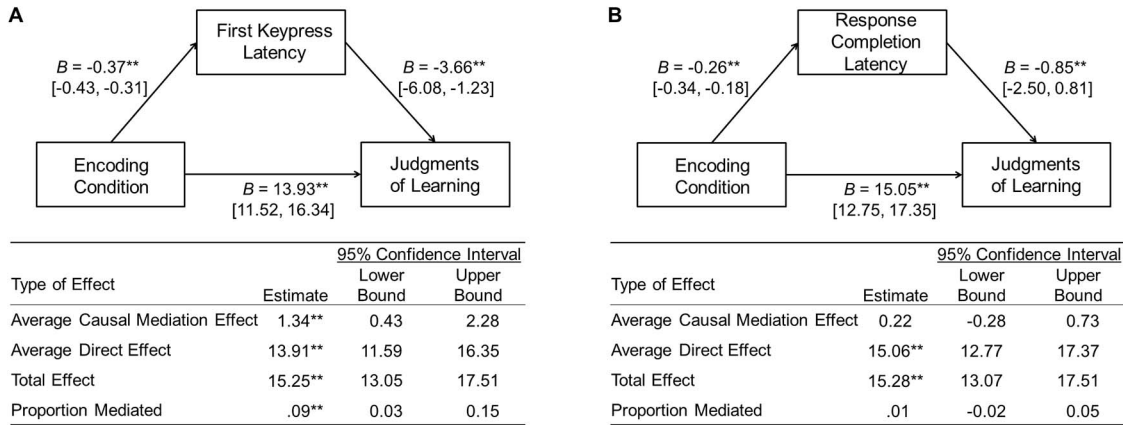 A
First Keypress
Latency
B = -0.37**
[-0.43, -0.31]
B = -3.66**
[-6.08, -1.23]
Encoding
Condition
Judgments
of Learning
B = 13.93**
[11.52, 16.34]
95% Confidence Interval
Type of Effect Estimate Lower Bound Upper Bound
Average Causal Mediation Effect 1.34** 0.43 2.28
Average Direct Effect 13.91** 11.59 16.35
Total Effect 15.25** 13.05 17.51
Proportion Mediated .09** 0.03 0.15
B
Response
Completion
Latency
B = -0.26**
[-0.34, -0.18]
B = -0.85**
[-2.50, 0.81]
Encoding
Condition
Judgments
of Learning
B = 15.05**
[12.75, 17.35]
95% Confidence Interval
Type of Effect Estimate Lower Bound Upper Bound
Average Causal Mediation Effect 0.22 -0.28 0.73
Average Direct Effect 15.06** 12.77 17.37
Total Effect 15.28** 13.07 17.51
Proportion Mediated .01 -0.02 0.05